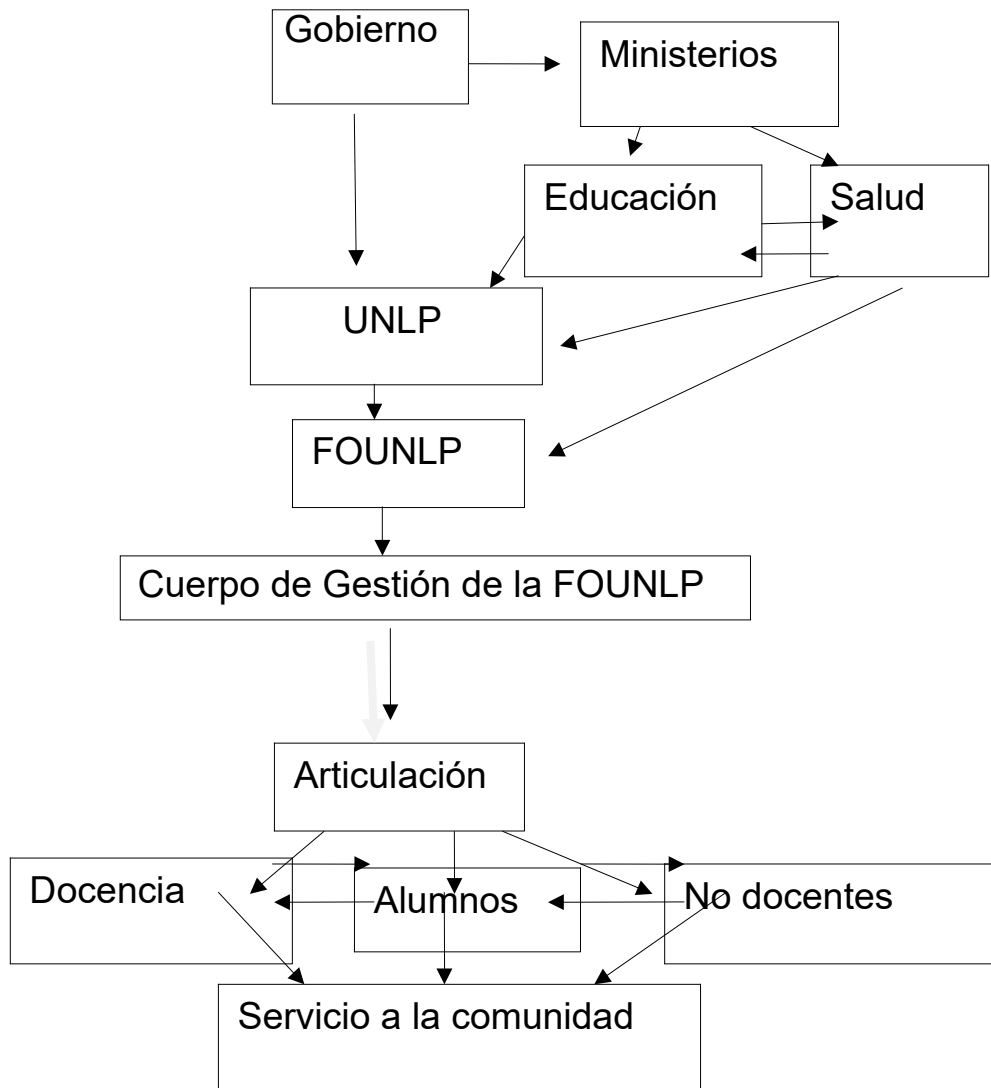 Gobierno
Ministerios
Educación
Salud
UNLP
FOUNLP
Cuerpo de Gestión de la FOUNLP
Articulación
Docencia
Alumnos
No docentes
Servicio a la comunidad